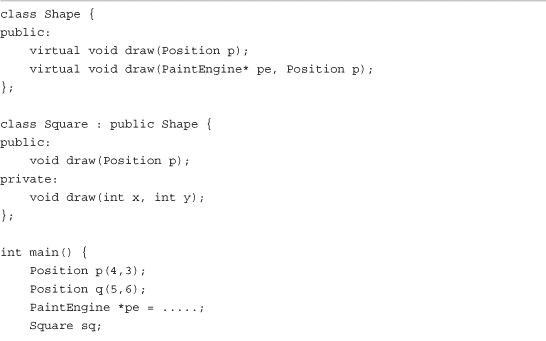 class Shape {
public:
    virtual void draw(Position p);
    virtual void draw(PaintEngine* pe, Position p);
};

class Square : public Shape {
public:
    void draw(Position p);
private:
    void draw(int x, int y);
};

int main() {
    Position p(4,3);
    Position q(5,6);
    PaintEngine *pe = .....;
    Square sq;